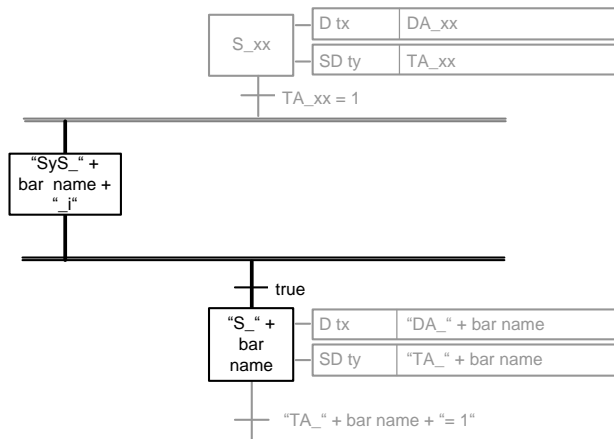 S_xx
D tx
DA_xx
SD ty
TA_xx
TA_xx = 1
“SyS_“ +
bar name +
“_i“
true
“S_“ +
bar
name
D tx
“DA_“ + bar name
SD ty
“TA_“ + bar name
“TA_“ + bar name + “= 1“